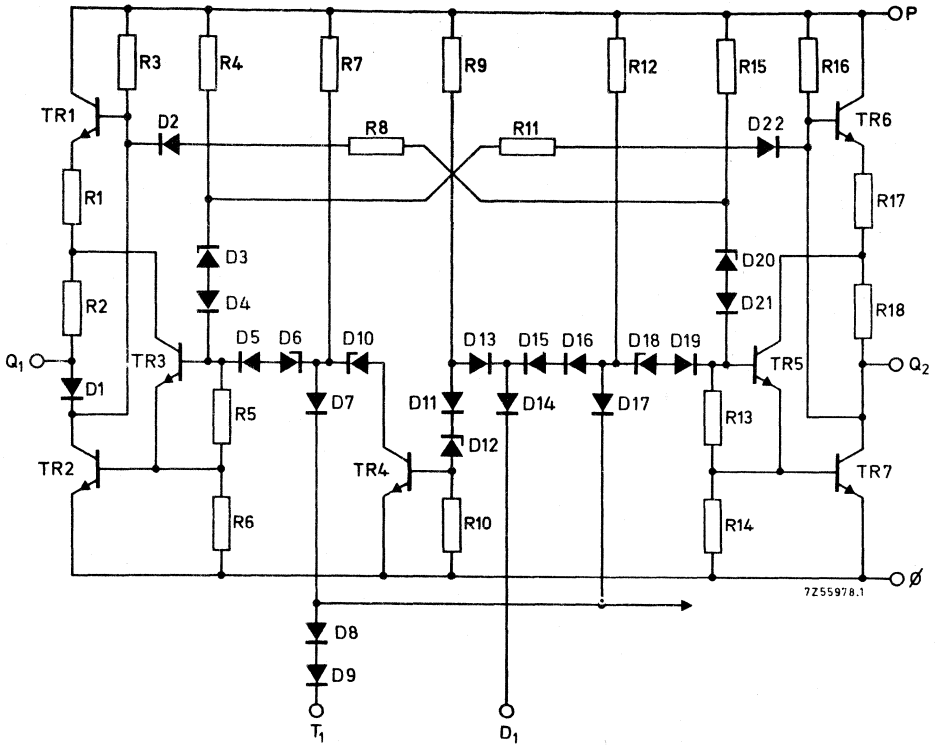 P
R3 R4 R7 R9 R12 R15 R16
TR1 TR6
D2 R8 R11 D22
R1 R17
D3 D20
R2 D4 D21 R18
TR3 D5 D6 D10 D13 D15 D16 D18 D19 TR5
Q1 Q2
D1 R5 D7 D11 D14 D17 R13
D12
TR2 TR4 TR7
R6 R10 R14
Ø
7Z55978.1
D8
D9
T1 D1